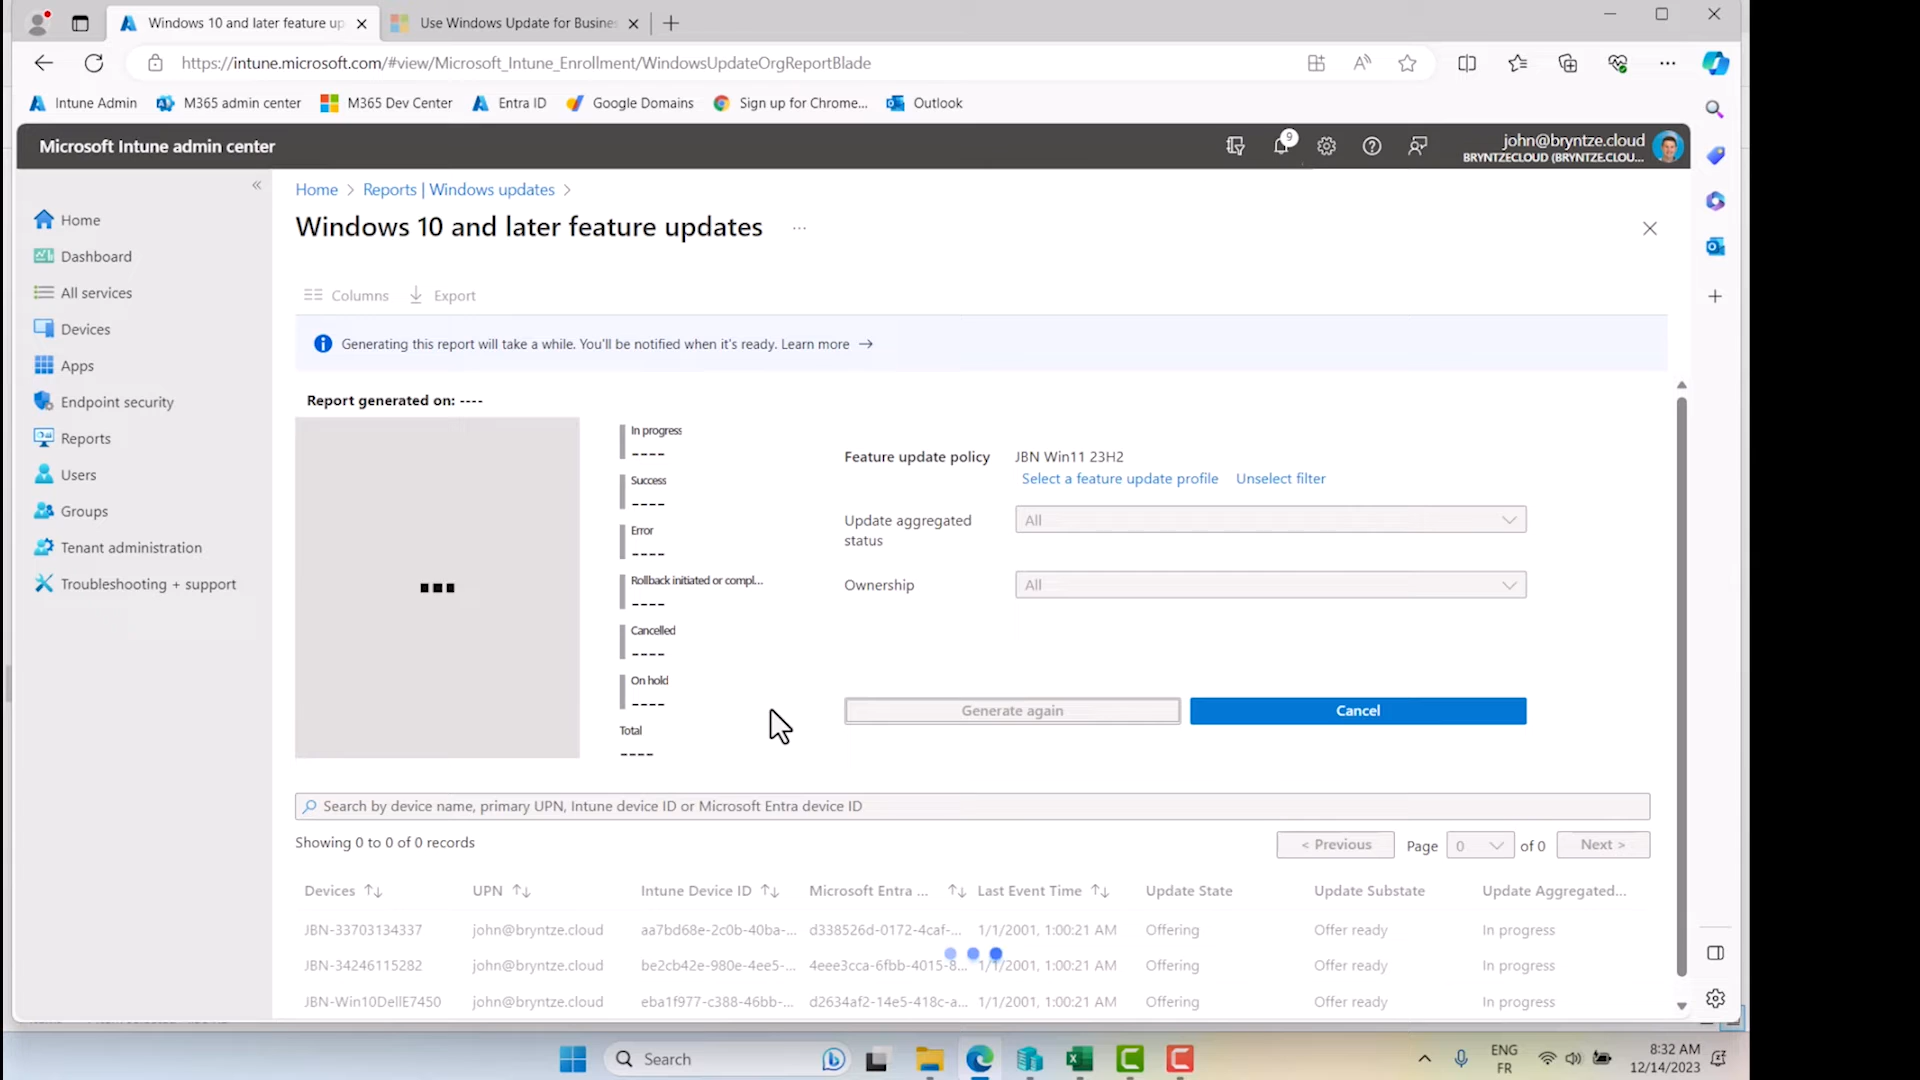 Windows 10 and later feature up
Use Windows Update for Busines
https://intune.microsoft.com/#view/Microsoft_Intune_Enrollment/WindowsUpdateOrgReportBlade
Intune Admin
M365 admin center
M365 Dev Center
Entra ID
Google Domains
Sign up for Chrome...
Outlook
Microsoft Intune admin center
9
john@bryntze.cloud
BRYNTZECLOUD (BRYNTZE.CLOU...
Home
Dashboard
All services
Devices
Apps
Endpoint security
Reports
Users
Groups
Tenant administration
Troubleshooting + support
Home > Reports | Windows updates >
Windows 10 and later feature updates ...
Columns
Export
Generating this report will take a while. You'll be notified when it's ready. Learn more →
Report generated on: ----
In progress
----
Success
----
Error
----
Rollback initiated or compl...
----
Cancelled
----
On hold
----
Total
----
Feature update policy
JBN Win11 23H2
Select a feature update profile
Unselect filter
Update aggregated
status
All
Ownership
All
Generate again
Cancel
Search by device name, primary UPN, Intune device ID or Microsoft Entra device ID
Showing 0 to 0 of 0 records
< Previous
Page 0 of 0
Next >
Devices ↑↓ UPN ↑↓ Intune Device ID ↑↓ Microsoft Entra ... ↑↓ Last Event Time ↑↓ Update State Update Substate Update Aggregated...
JBN-33703134337 john@bryntze.cloud aa7bd68e-2c0b-40ba-... d338526d-0172-4caf-... 1/1/2001, 1:00:21 AM Offering Offer ready In progress
JBN-34246115282 john@bryntze.cloud be2cb42e-980e-4ee5-... 4eee3cca-6fbb-4015-8... 1/1/2001, 1:00:21 AM Offering Offer ready In progress
JBN-Win10DellE7450 john@bryntze.cloud eba1f977-c388-46bb-... d2634af2-14e5-418c-a... 1/1/2001, 1:00:21 AM Offering Offer ready In progress
Search
ENG
FR
8:32 AM
12/14/2023